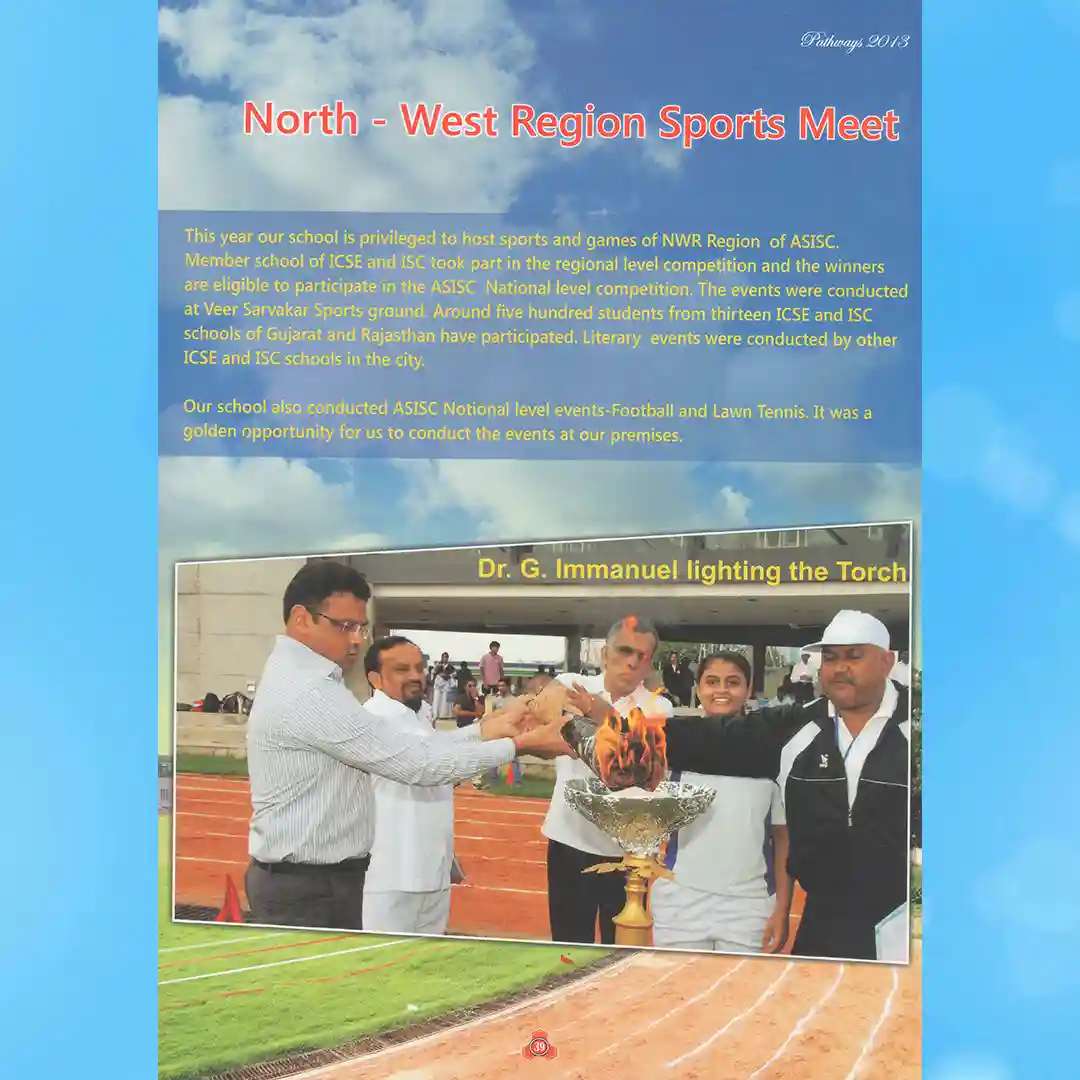 Pathways 2013
North - West Region Sports Meet
This year our school is privileged to host sports and games of NWR Region of ASISC.
Member school of ICSE and ISC took part in the regional level competition and the winners
are eligible to participate in the ASISC National level competition. The events were conducted
at Veer Sarvakar Sports ground. Around five hundred students from thirteen ICSE and ISC
schools of Gujarat and Rajasthan have participated. Literary events were conducted by other
ICSE and ISC schools in the city.
Our school also conducted ASISC Notional level events-Football and Lawn Tennis. It was a
golden opportunity for us to conduct the events at our premises.
Dr. G. Immanuel lighting the Torch
39